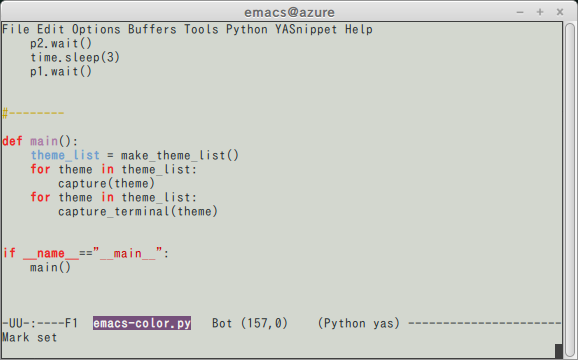 emacs@azure
File Edit Options Buffers Tools Python YASnippet Help
    p2.wait()
    time.sleep(3)
    p1.wait()
#--------
def main():
    theme_list = make_theme_list()
    for theme in theme_list:
        capture(theme)
    for theme in theme_list:
        capture_terminal(theme)
if __name__=="__main__":
    main()
-UU-:----F1  emacs-color.py   Bot (157,0)    (Python yas) ----------------------
Mark set